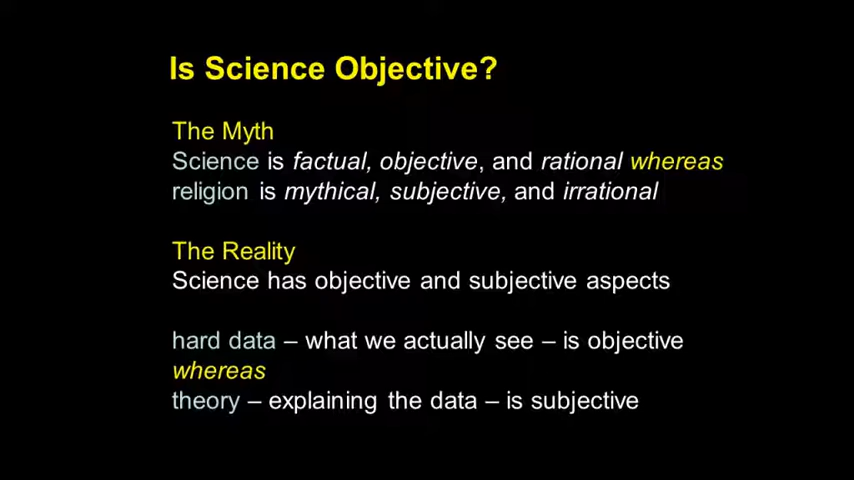 Is Science Objective?
The Myth
Science is factual, objective, and rational whereas
religion is mythical, subjective, and irrational
The Reality
Science has objective and subjective aspects
hard data – what we actually see – is objective
whereas
theory – explaining the data – is subjective